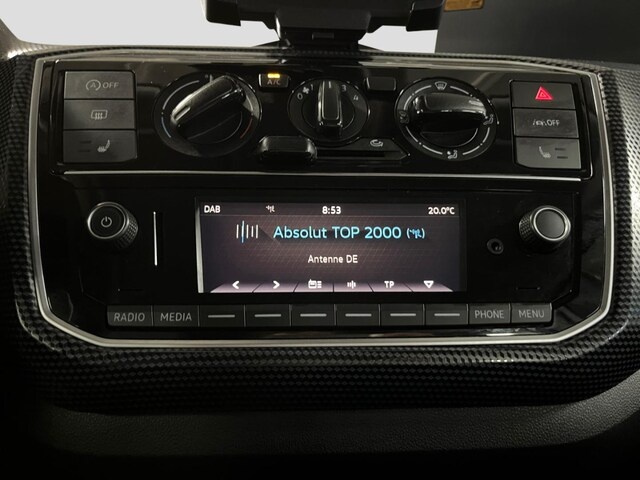 OFF
A/C
OFF
DAB 8:53 20.0°C
Absolut TOP 2000
Antenne DE
TP
RADIO MEDIA PHONE MENU